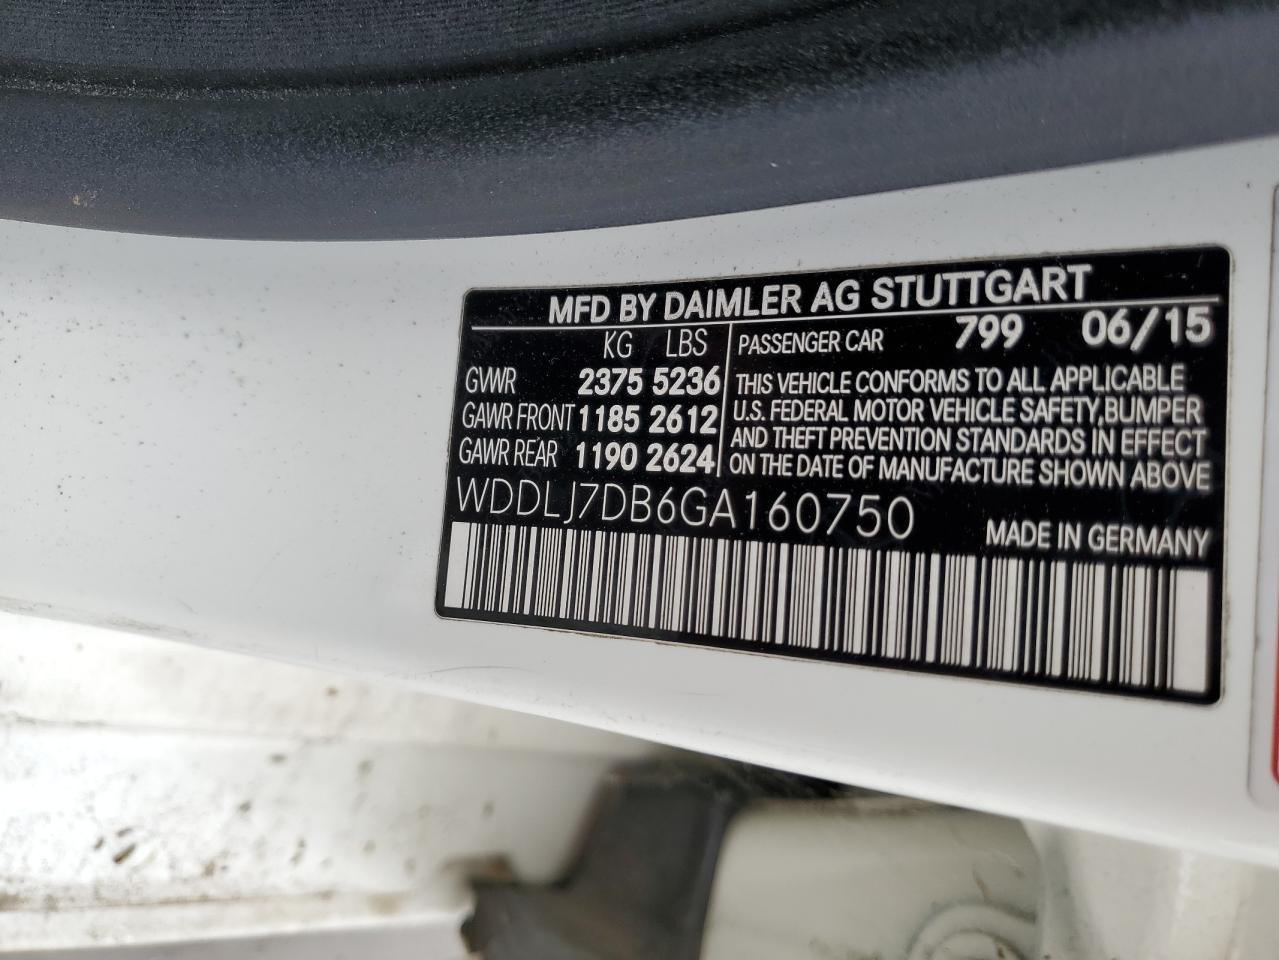 MFD BY DAIMLER AG STUTTGART
KG LBS
GVWR 2375 5236
GAWR FRONT 1185 2612
GAWR REAR 1190 2624
PASSENGER CAR 799 06/15
THIS VEHICLE CONFORMS TO ALL APPLICABLE
U.S. FEDERAL MOTOR VEHICLE SAFETY,BUMPER
AND THEFT PREVENTION STANDARDS IN EFFECT
ON THE DATE OF MANUFACTURE SHOWN ABOVE
WDDLJ7DB6GA160750
MADE IN GERMANY